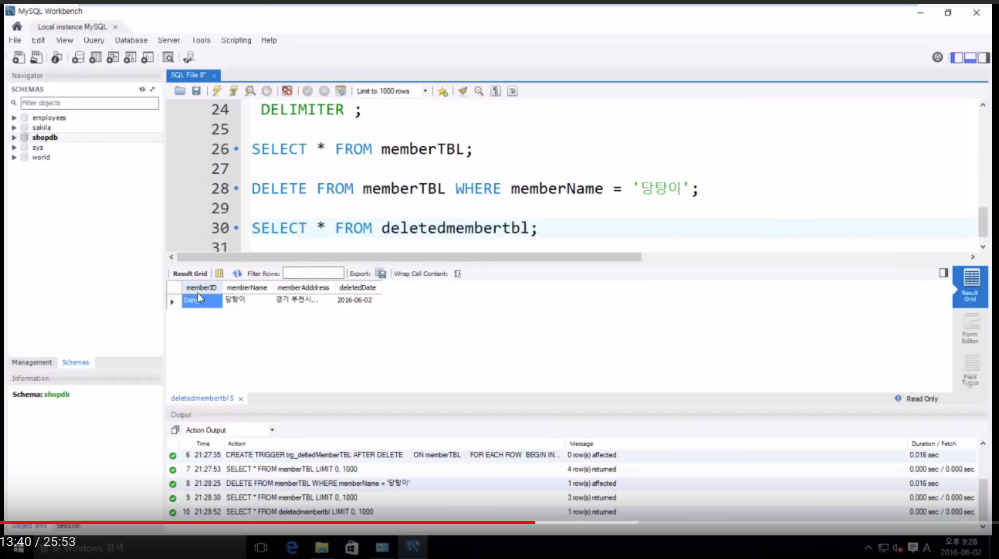 MySQL Workbench
Local instance MySQL
File Edit View Query Database Server Tools Scripting Help
Navigator
SQL File 8*
SCHEMAS
Filter objects
Limit to 1000 rows
employees
sakila
shopdb
sys
world
24 DELIMITER ;
25
26 SELECT * FROM memberTBL;
27
28 DELETE FROM memberTBL WHERE memberName = '당탕이';
29
30 SELECT * FROM deletedmembertbl;
31
Result Grid Filter Rows: Export: Wrap Cell Content:
memberID memberName memberAdddress deletedDate
당탕이 경기 부천시... 2016-06-02
Result Grid
Form Editor
Field Types
Management Schemas
Information
Schema: shopdb
deletedmembertbl 5
Read Only
Output
Action Output
Time Action Message Duration / Fetch
6 21:27:35 CREATE TRIGGER trg_deltedMemberTBL AFTER DELETE ON memberTBL FOR EACH ROW BEGIN IN... 0 row(s) affected 0.016 sec
7 21:27:53 SELECT * FROM memberTBL LIMIT 0, 1000 4 row(s) returned 0.000 sec / 0.000 sec
8 21:28:25 DELETE FROM memberTBL WHERE memberName = '당탕이' 1 row(s) affected 0.016 sec
9 21:28:30 SELECT * FROM memberTBL LIMIT 0, 1000 3 row(s) returned 0.000 sec / 0.000 sec
10 21:28:52 SELECT * FROM deletedmembertbl LIMIT 0, 1000 1 row(s) returned 0.000 sec / 0.000 sec
Object Info Session
13:40 / 25:53
Windows 검색
A
오후 9:28
2016-06-02